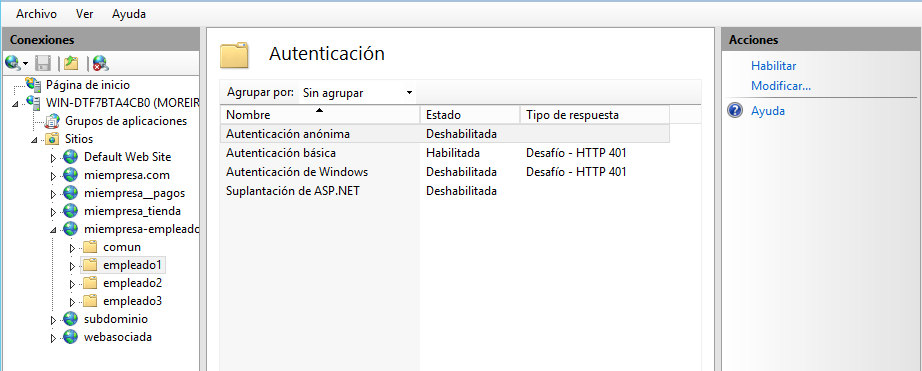 Archivo Ver Ayuda
Conexiones
Página de inicio
WIN-DTF7BTA4CB0 (MOREIR
Grupos de aplicaciones
Sitios
Default Web Site
miempresa.com
miempresa__pagos
miempresa_tienda
miempresa-empleado
comun
empleado1
empleado2
empleado3
subdominio
webasociada
Autenticación
Agrupar por: Sin agrupar
Nombre Estado Tipo de respuesta
Autenticación anónima Deshabilitada
Autenticación básica Habilitada Desafío - HTTP 401
Autenticación de Windows Deshabilitada Desafío - HTTP 401
Suplantación de ASP.NET Deshabilitada
Acciones
Habilitar
Modificar...
Ayuda